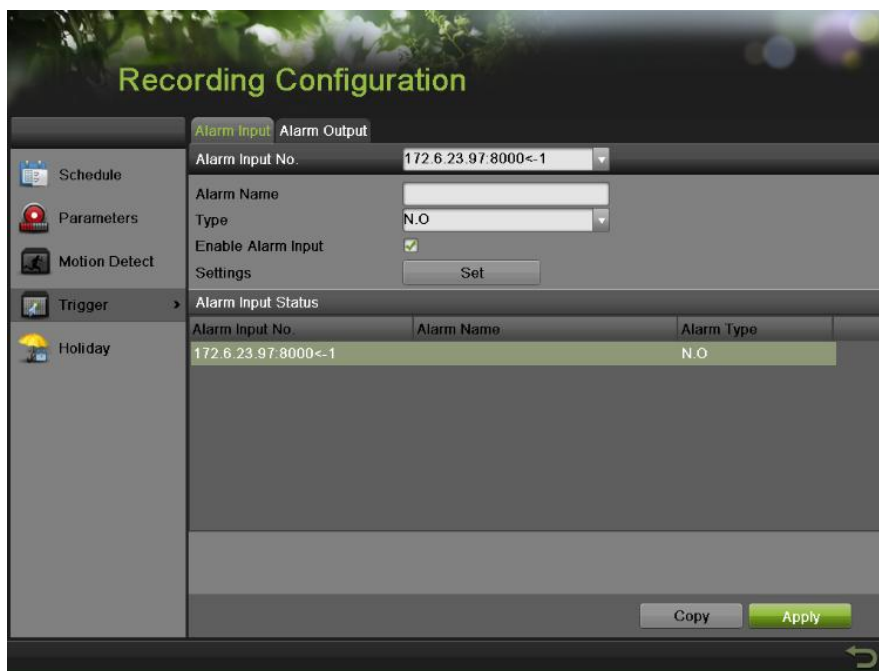 Recording Configuration
Schedule
Parameters
Motion Detect
Trigger
Holiday
Alarm Input Alarm Output
Alarm Input No. 172.6.23.97:8000<-1
Alarm Name
Type N.O
Enable Alarm Input
Settings Set
Alarm Input Status
Alarm Input No. Alarm Name Alarm Type
172.6.23.97:8000<-1 N.O
Copy Apply